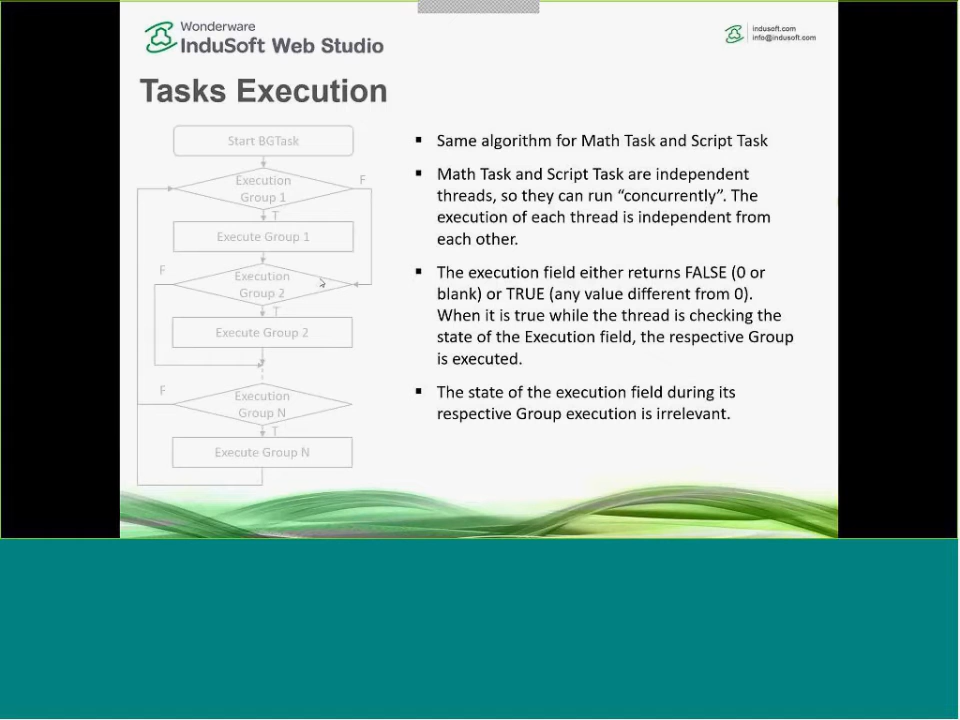 Wonderware
InduSoft Web Studio
indusoft.com
info@indusoft.com
Tasks Execution
Start BGTask
Execution
Group 1
F
T
Execute Group 1
F
Execution
Group 2
T
Execute Group 2
F
Execution
Group N
T
Execute Group N
▪ Same algorithm for Math Task and Script Task
▪ Math Task and Script Task are independent
threads, so they can run “concurrently”. The
execution of each thread is independent from
each other.
▪ The execution field either returns FALSE (0 or
blank) or TRUE (any value different from 0).
When it is true while the thread is checking the
state of the Execution field, the respective Group
is executed.
▪ The state of the execution field during its
respective Group execution is irrelevant.